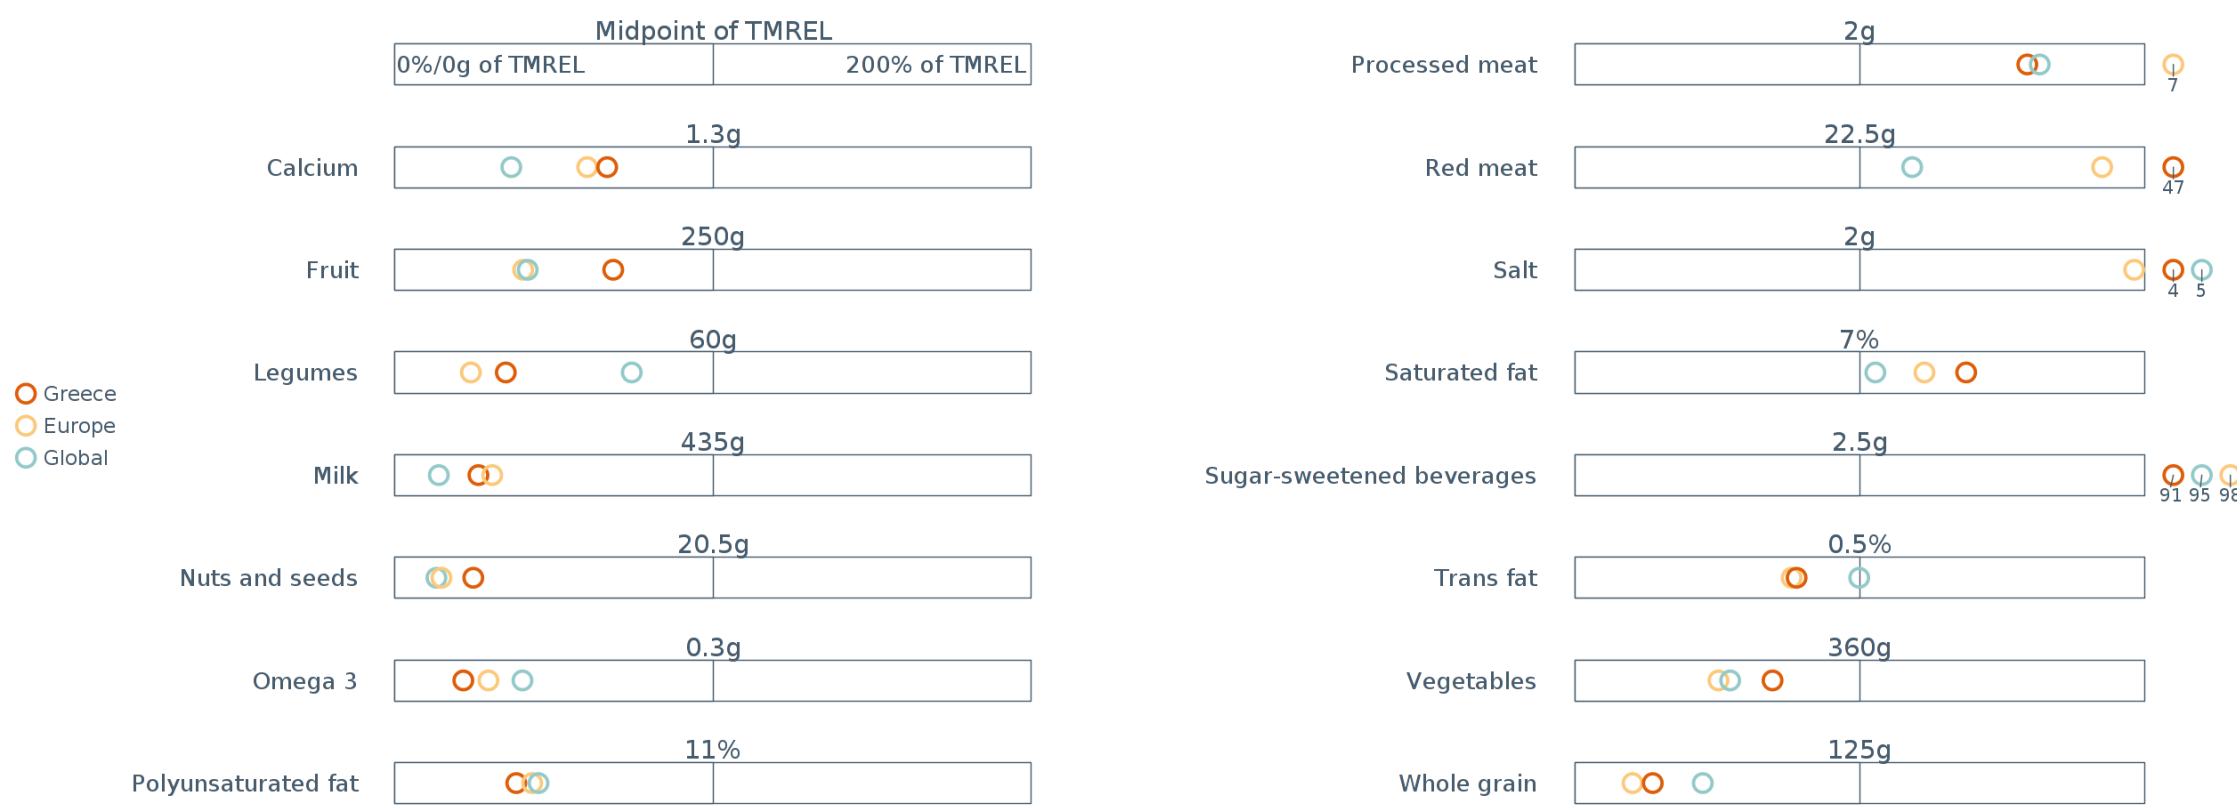 Midpoint of TMREL
0%/0g of TMREL
200% of TMREL
Calcium
1.3g
Fruit
250g
Legumes
60g
Milk
435g
Nuts and seeds
20.5g
Omega 3
0.3g
Polyunsaturated fat
11%
Greece
Europe
Global
Processed meat
2g
7
Red meat
22.5g
47
Salt
2g
4
5
Saturated fat
7%
Sugar-sweetened beverages
2.5g
91
95
98
Trans fat
0.5%
Vegetables
360g
Whole grain
125g